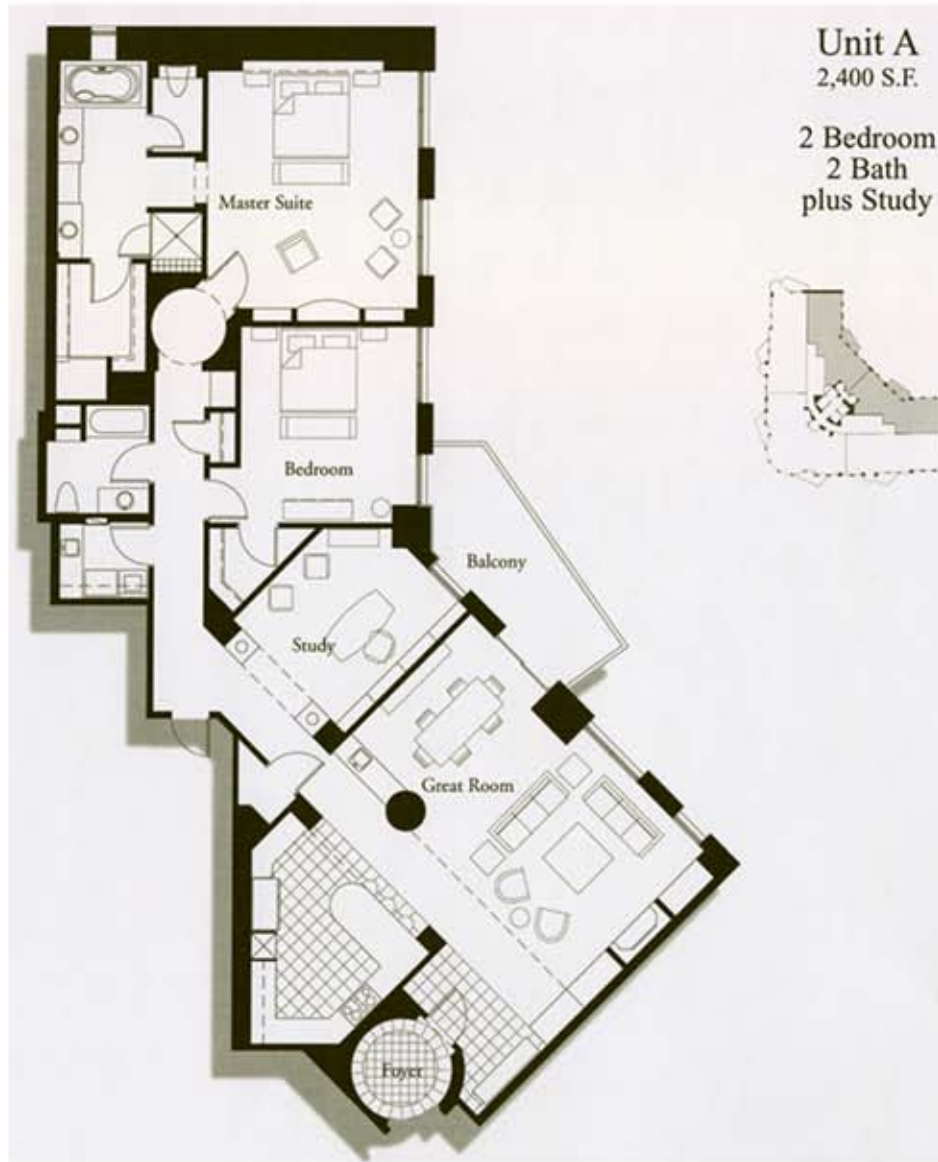 Unit A
2,400 S.F.
2 Bedroom
2 Bath
plus Study
Master Suite
Bedroom
Balcony
Study
Great Room
Foyer